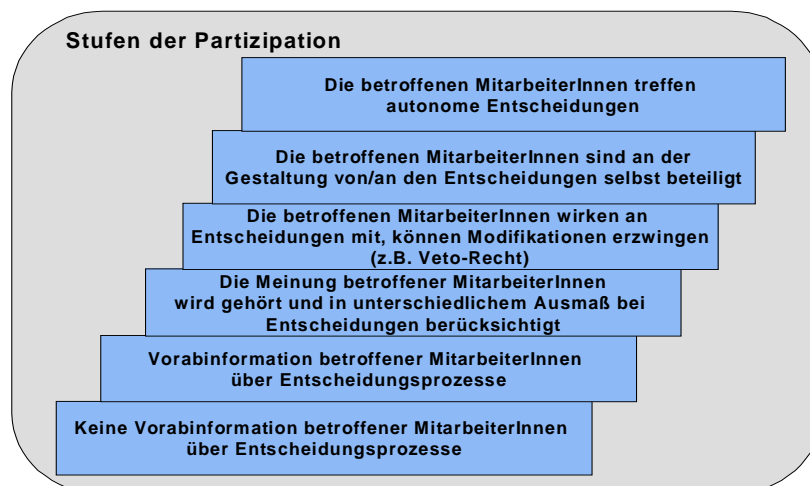 Stufen der Partizipation
Die betroffenen MitarbeiterInnen treffen
autonome Entscheidungen
Die betroffenen MitarbeiterInnen sind an der
Gestaltung von/an den Entscheidungen selbst beteiligt
Die betroffenen MitarbeiterInnen wirken an
Entscheidungen mit, können Modifikationen erzwingen
(z.B. Veto-Recht)
Die Meinung betroffener MitarbeiterInnen
wird gehört und in unterschiedlichem Ausmaß bei
Entscheidungen berücksichtigt
Vorabinformation betroffener MitarbeiterInnen
über Entscheidungsprozesse
Keine Vorabinformation betroffener MitarbeiterInnen
über Entscheidungsprozesse